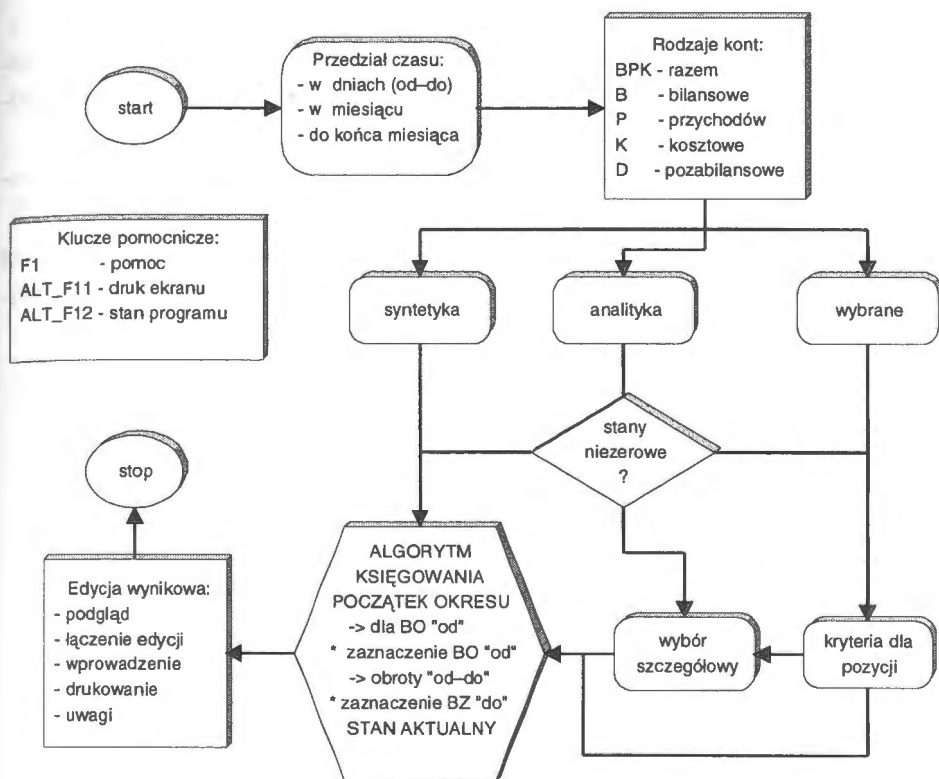 start
Przedział czasu:
- w dniach (od–do)
- w miesiącu
- do końca miesiąca
Rodzaje kont:
BPK - razem
B - bilansowe
P - przychodów
K - kosztowe
D - pozabilansowe
Klucze pomocnicze:
F1 - pomoc
ALT_F11 - druk ekranu
ALT_F12 - stan programu
syntetyka
analityka
wybrane
stany
niezerowe
?
stop
Edycja wynikowa:
- podgląd
- łączenie edycji
- wprowadzenie
- drukowanie
- uwagi
ALGORYTM
KSIĘGOWANIA
POCZĄTEK OKRESU
-> dla BO "od"
* zaznaczenie BO "od"
-> obroty "od–do"
* zaznaczenie BZ "do"
STAN AKTUALNY
wybór
szczegółowy
kryteria dla
pozycji